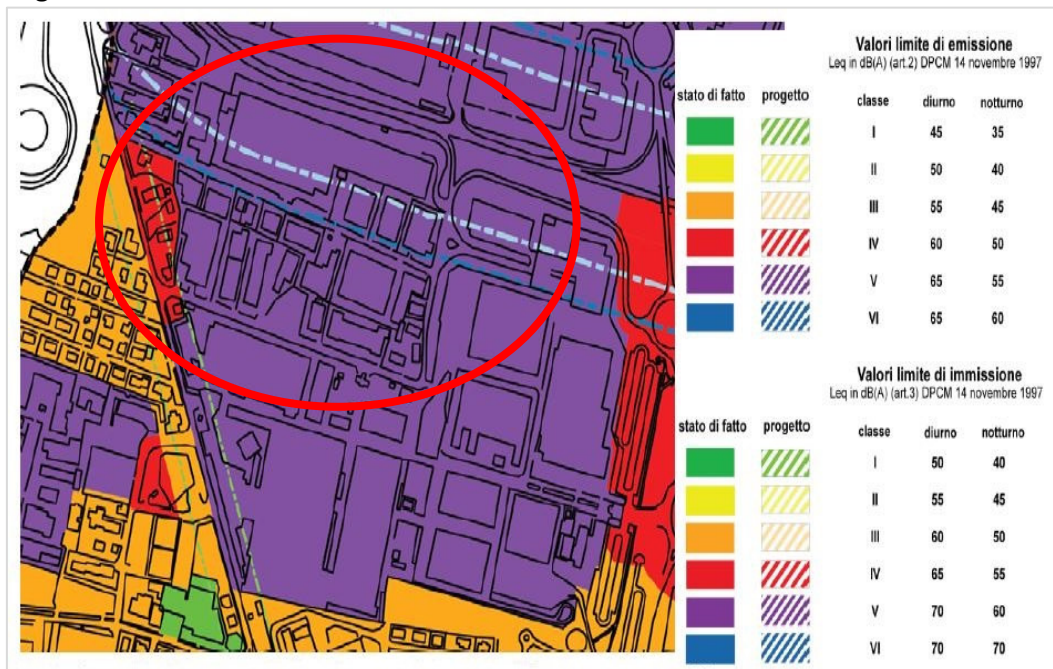 Valori limite di emissione
Leq in dB(A) (art.2) DPCM 14 novembre 1997
stato di fatto progetto classe diurno notturno
I 45 35
II 50 40
III 55 45
IV 60 50
V 65 55
VI 65 60
Valori limite di immissione
Leq in dB(A) (art.3) DPCM 14 novembre 1997
stato di fatto progetto classe diurno notturno
I 50 40
II 55 45
III 60 50
IV 65 55
V 70 60
VI 70 70